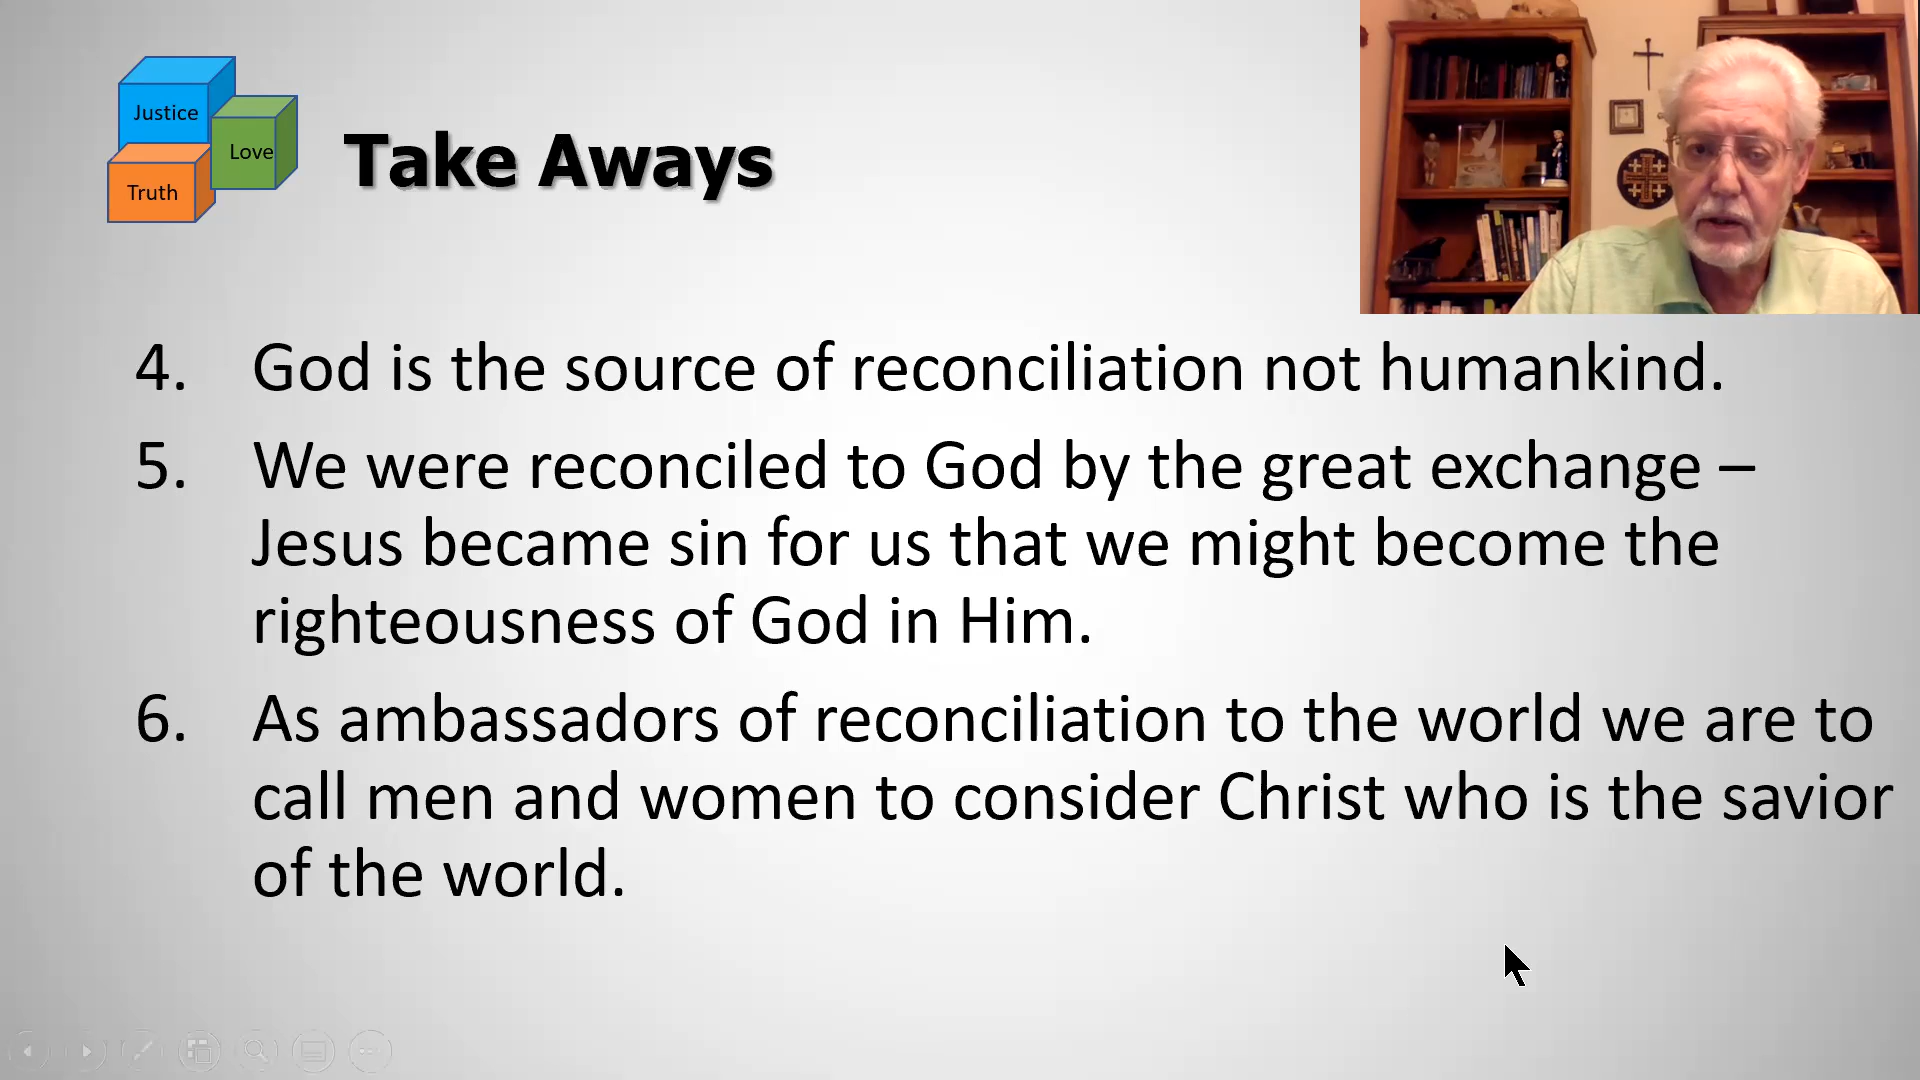 Justice
Love
Truth
Take Aways
4. God is the source of reconciliation not humankind.
5. We were reconciled to God by the great exchange –
Jesus became sin for us that we might become the
righteousness of God in Him.
6. As ambassadors of reconciliation to the world we are to
call men and women to consider Christ who is the savior
of the world.